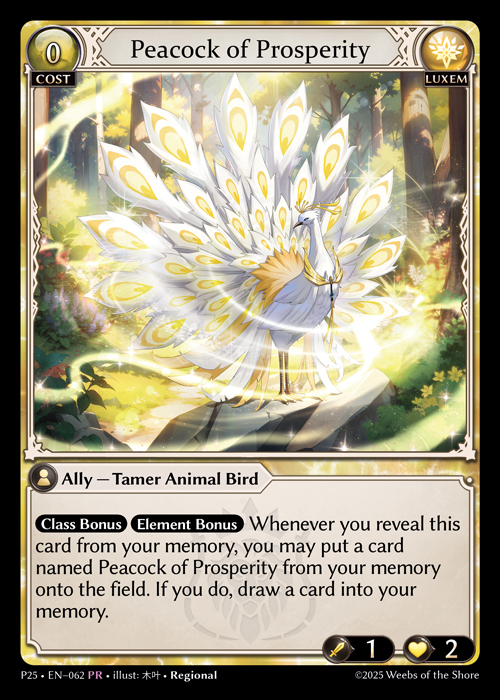 0
COST
Peacock of Prosperity
LUXEM
Ally — Tamer Animal Bird
Class Bonus Element Bonus Whenever you reveal this
card from your memory, you may put a card
named Peacock of Prosperity from your memory
onto the field. If you do, draw a card into your
memory.
1
2
P25 • EN–062 PR • illust: 木叶 • Regional
©2025 Weebs of the Shore